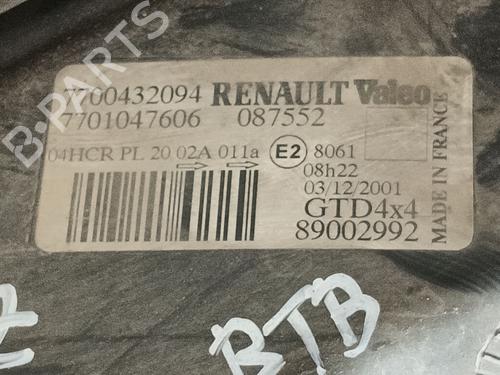 B-PARTS
7700432094 RENAULT Valeo
7701047606 087552
04HCR PL 20 02A 011a E2 8061
08h22
03/12/2001
GTD4x4
89002992
MADE IN FRANCE
BTB